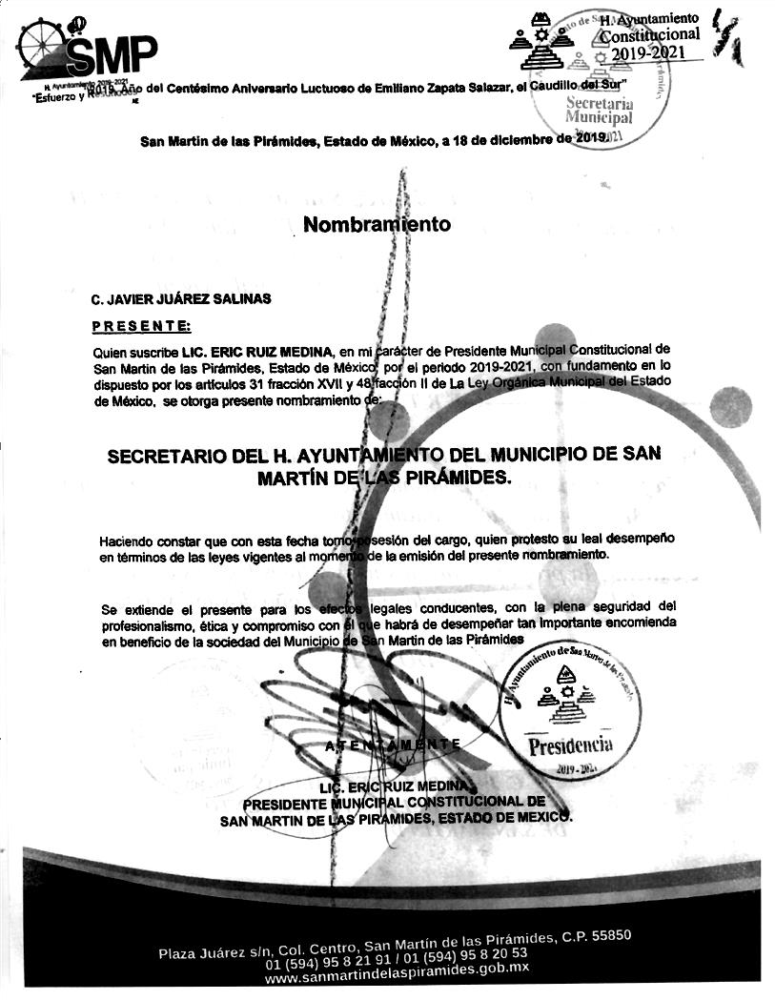 SMP
H. Ayuntamiento 2019-2021
"Esfuerzo y Resultados"
H. Ayuntamiento
Constitucional
2019-2021
1/1
"2019. Año del Centésimo Aniversario Luctuoso de Emiliano Zapata Salazar, el Caudillo del Sur"
Secretaria
Municipal
2019-2021
San Martin de las Pirámides, Estado de México, a 18 de diciembre de 2019.
Nombramiento
C. JAVIER JUÁREZ SALINAS
P R E S E N T E:
Quien suscribe LIC. ERIC RUIZ MEDINA, en mi carácter de Presidente Municipal Constitucional de
San Martin de las Pirámides, Estado de México, por el periodo 2019-2021, con fundamento en lo
dispuesto por los artículos 31 fracción XVII y 48 facción II de La Ley Orgánica Municipal del Estado
de México, se otorga presente nombramiento de:
SECRETARIO DEL H. AYUNTAMIENTO DEL MUNICIPIO DE SAN
MARTÍN DE LAS PIRÁMIDES.
Haciendo constar que con esta fecha tomo posesión del cargo, quien protesto su leal desempeño
en términos de las leyes vigentes al momento de la emisión del presente nombramiento.
Se extiende el presente para los efectos legales conducentes, con la plena seguridad del
profesionalismo, ética y compromiso con el que habrá de desempeñar tan importante encomienda
en beneficio de la sociedad del Municipio de San Martin de las Pirámides
H. Ayuntamiento de San Martin de las Pirámides
Presidencia
2019-2021
A T E N T A M E N T E
LIC. ERIC RUIZ MEDINA
PRESIDENTE MUNICIPAL CONSTITUCIONAL DE
SAN MARTIN DE LAS PIRAMIDES, ESTADO DE MEXICO.
Plaza Juárez s/n, Col. Centro, San Martín de las Pirámides, C.P. 55850
01 (594) 95 8 21 91 / 01 (594) 95 8 20 53
www.sanmartindelaspiramides.gob.mx